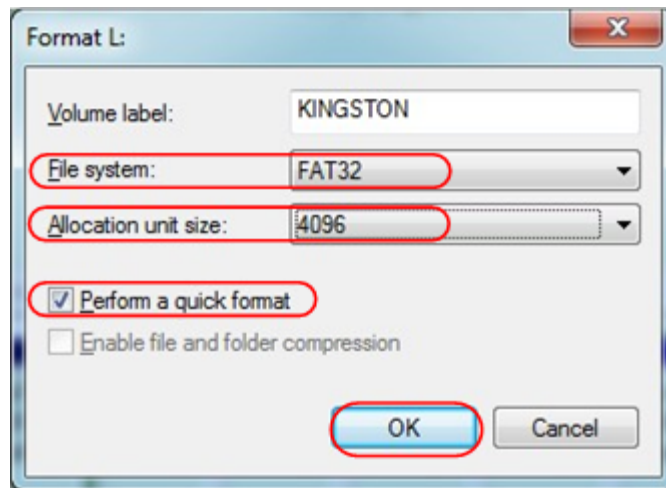 Format L:
Volume label: KINGSTON
File system: FAT32
Allocation unit size: 4096
Perform a quick format
Enable file and folder compression
OK Cancel